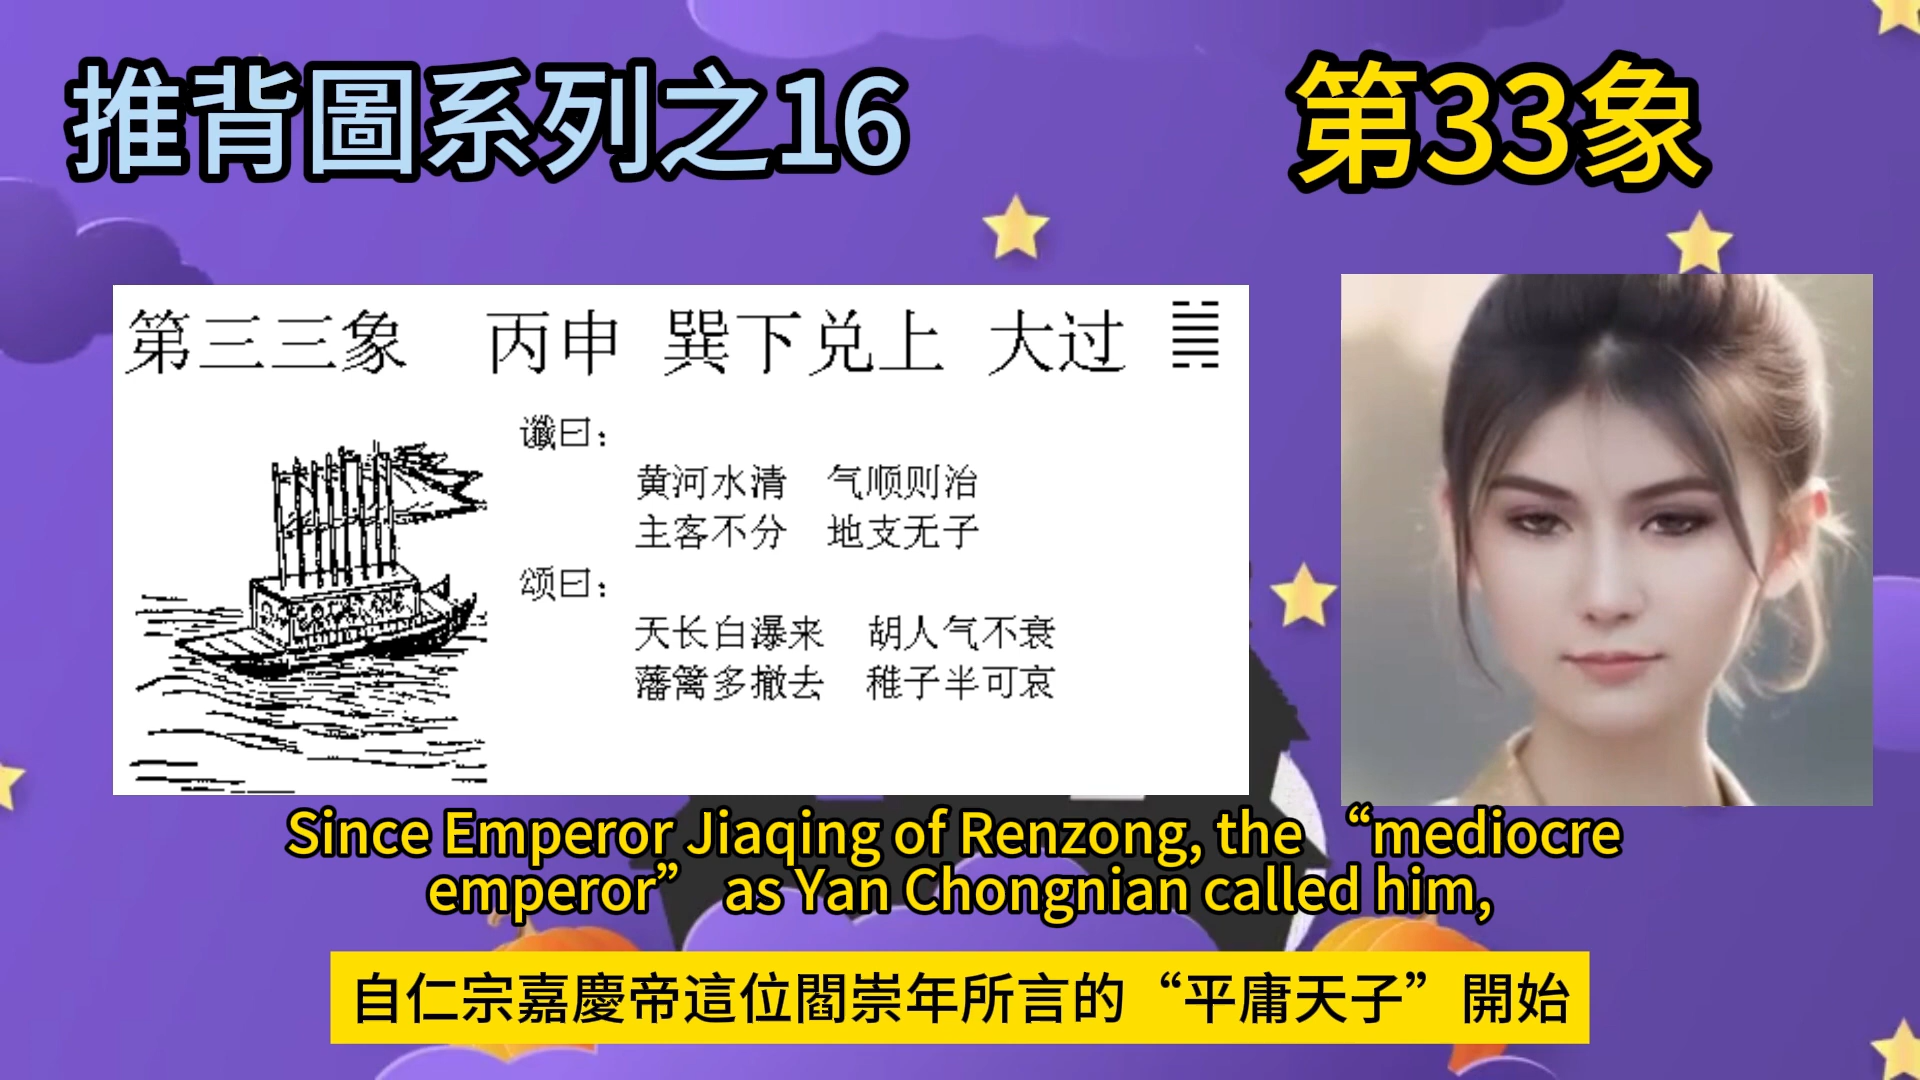 推背圖系列之16
第33象
第三三象 丙申 巽下兑上 大过
谶曰：
黄河水清 气顺则治
主客不分 地支无子
颂曰：
天长白瀑来 胡人气不衰
藩篱多撤去 稚子半可哀
Since Emperor Jiaqing of Renzong, the “mediocre
emperor” as Yan Chongnian called him,
自仁宗嘉慶帝這位閻崇年所言的“平庸天子”開始